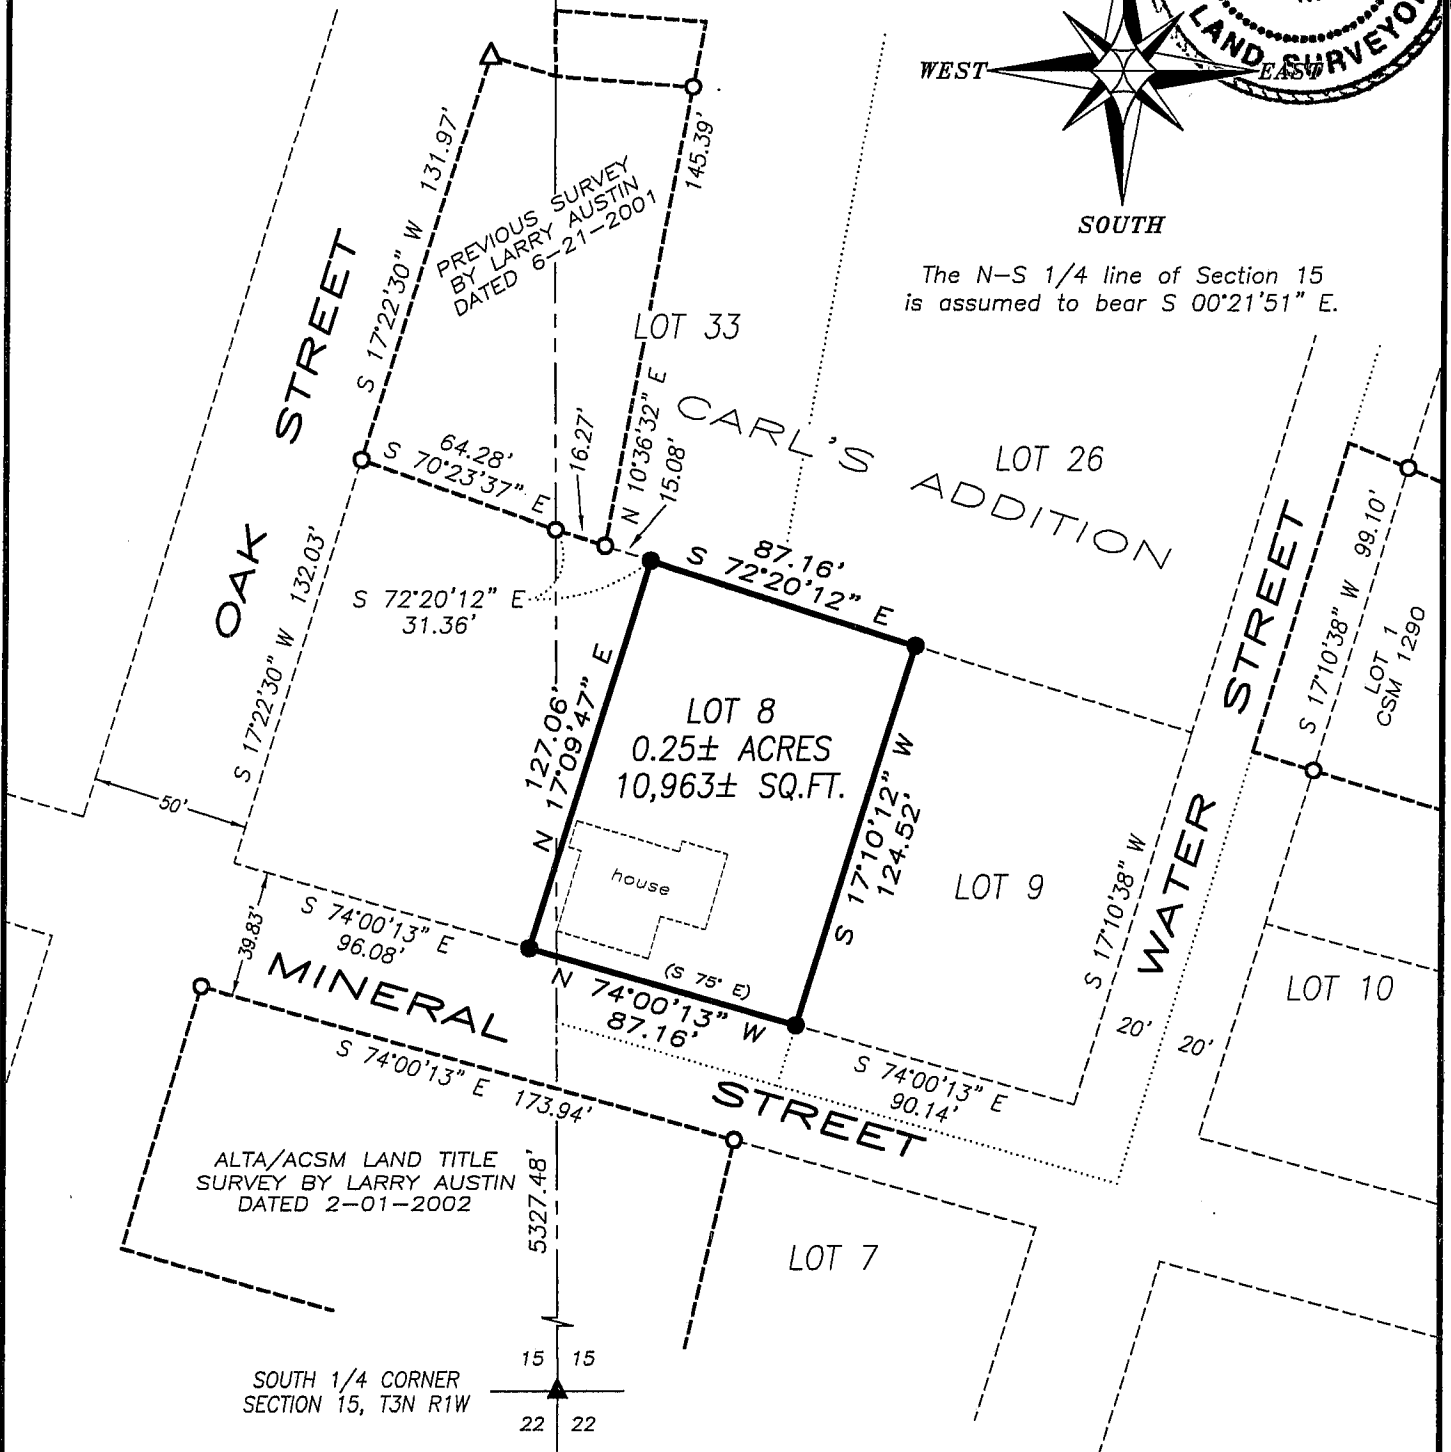 LAND SURVEYOR
WEST
EAST
SOUTH
The N-S 1/4 line of Section 15
is assumed to bear S 00°21'51" E.
S 17°22'30" W 131.97'
145.39'
PREVIOUS SURVEY
BY LARRY AUSTIN
DATED 6-21-2001
LOT 33
OAK STREET
64.28'
S 70°23'37" E
16.27'
N 10°36'32" E
15.08'
CARL'S ADDITION
LOT 26
S 72°20'12" E
31.36'
87.16'
S 72°20'12" E
S 17°22'30" W 132.03'
127.06'
N 17°09'47" E
LOT 8
0.25± ACRES
10,963± SQ.FT.
S 17°10'12" W
124.52'
house
LOT 9
WATER STREET
S 17°10'38" W 99.10'
LOT 1
CSM 1290
S 17°10'38" W
LOT 10
20'
20'
50'
39.83'
S 74°00'13" E
96.08'
(S 75° E)
N 74°00'13" W
87.16'
MINERAL STREET
S 74°00'13" E
90.14'
S 74°00'13" E 173.94'
ALTA/ACSM LAND TITLE
SURVEY BY LARRY AUSTIN
DATED 2-01-2002
5327.48'
LOT 7
15 15
SOUTH 1/4 CORNER
SECTION 15, T3N R1W
22 22